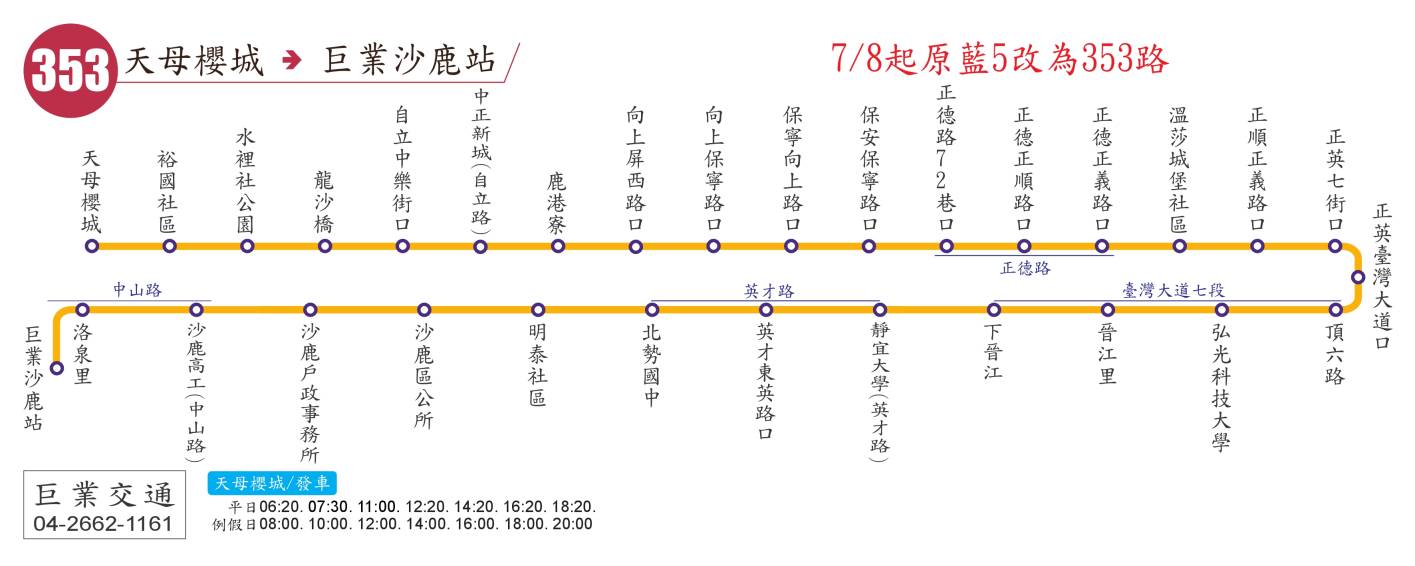 353 天母櫻城 → 巨業沙鹿站
7/8起原藍5改為353路
天母櫻城
裕國社區
水裡社公園
龍沙橋
自立中樂街口
中正新城(自立路)
鹿港寮
向上屏西路口
向上保寧路口
保寧向上路口
保安保寧路口
正德路72巷口
正德正順路口
正德正義路口
溫莎城堡社區
正順正義路口
正英七街口
正英臺灣大道口
正德路
中山路
英才路
臺灣大道七段
頂六路
弘光科技大學
晉江里
下晉江
靜宜大學(英才路)
英才東英路口
北勢國中
明泰社區
沙鹿區公所
沙鹿戶政事務所
沙鹿高工(中山路)
洛泉里
巨業沙鹿站
巨業交通
04-2662-1161
天母櫻城/發車
平日06:20. 07:30. 11:00. 12:20. 14:20. 16:20. 18:20.
例假日08:00. 10:00. 12:00. 14:00. 16:00. 18:00. 20:00